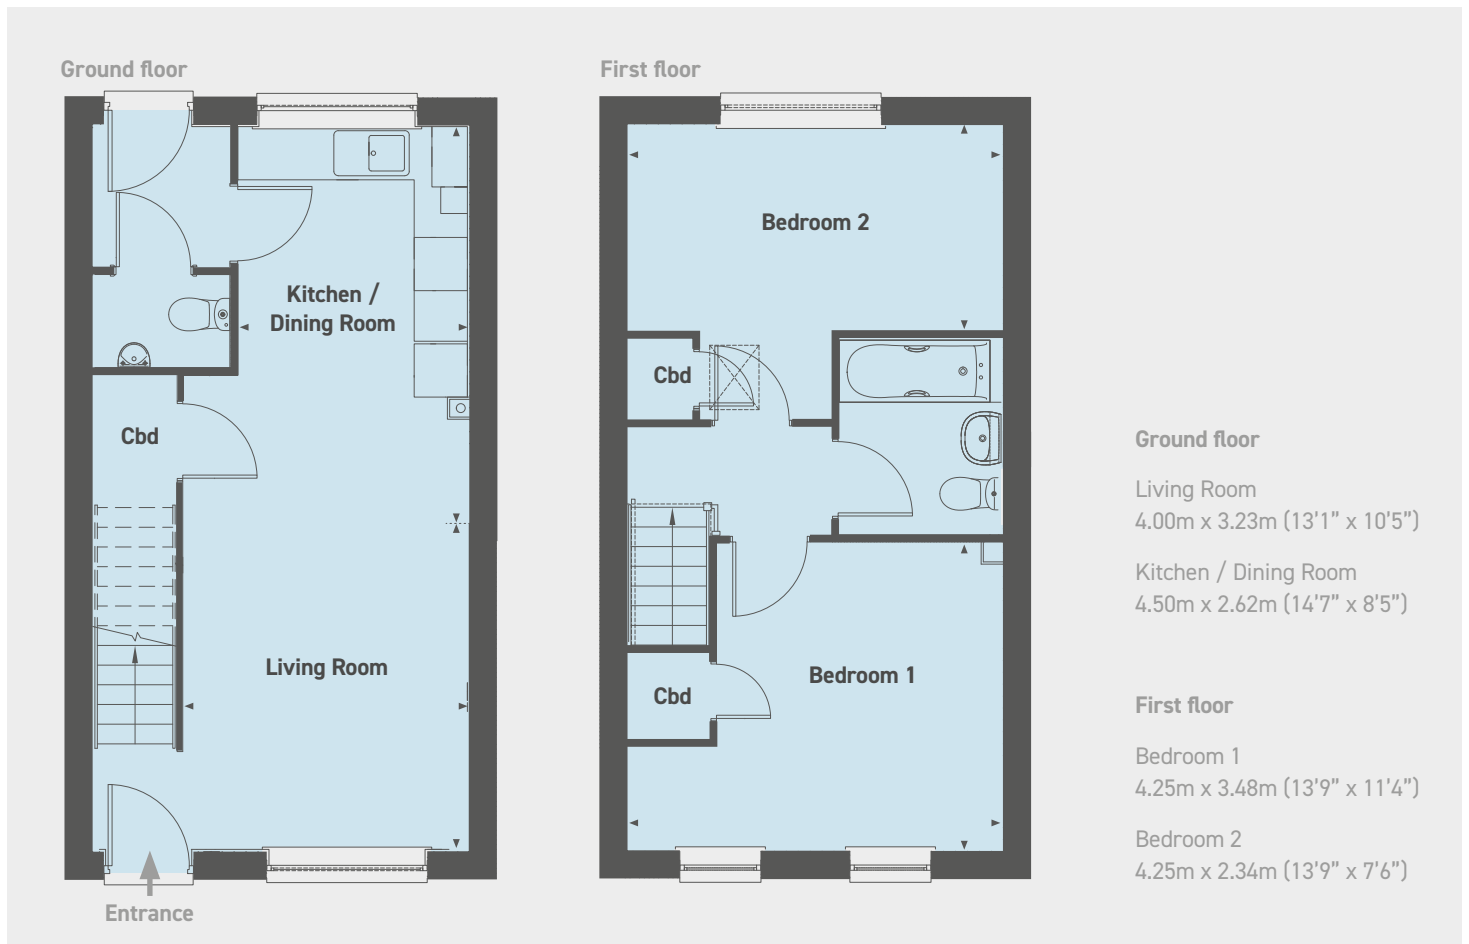 Ground floor
Kitchen /
Dining Room
Cbd
Living Room
Entrance
First floor
Bedroom 2
Cbd
Cbd
Bedroom 1
Ground floor
Living Room
4.00m x 3.23m (13’1” x 10’5”)
Kitchen / Dining Room
4.50m x 2.62m (14’7” x 8’5”)
First floor
Bedroom 1
4.25m x 3.48m (13’9” x 11’4”)
Bedroom 2
4.25m x 2.34m (13’9” x 7’6”)